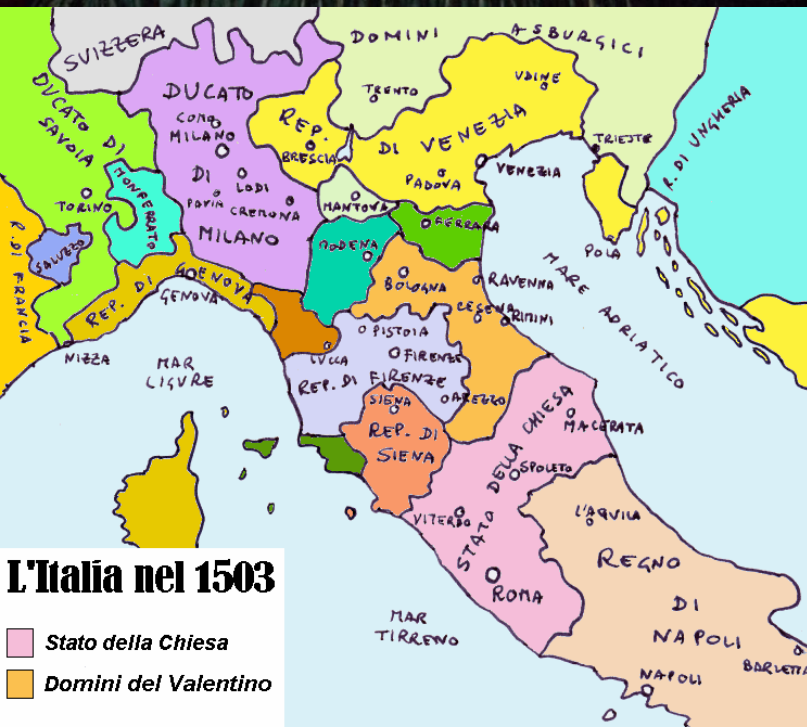 SVIZZERA
DOMINI
ASBURGICI
DUCATO DI
SAVOIA
DUCATO
COMO
MILANO
DI
LODI
PAVIA
CREMONA
MILANO
TRENTO
UDINE
REP.
BRESCIA
DI VENEZIA
PADOVA
VENEZIA
TRIESTE
R. DI UNGHERIA
MONFERRATO
TORINO
SALUZZO
R. DI FRANCIA
MANTOVA
FERRARA
MODENA
BOLOGNA
RAVENNA
CESENA
RIMINI
POLA
MARE ADRIATICO
REP. DI GENOVA
GENOVA
NIZZA
MAR
LIGURE
LUCCA
PISTOIA
FIRENZE
REP. DI FIRENZE
AREZZO
SIENA
REP. DI
SIENA
STATO DELLA CHIESA
MACERATA
SPOLETO
VITERBO
ROMA
L'AQUILA
REGNO
DI
NAPOLI
NAPOLI
BARLETTA
MAR
TIRRENO
L'Italia nel 1503
Stato della Chiesa
Domini del Valentino